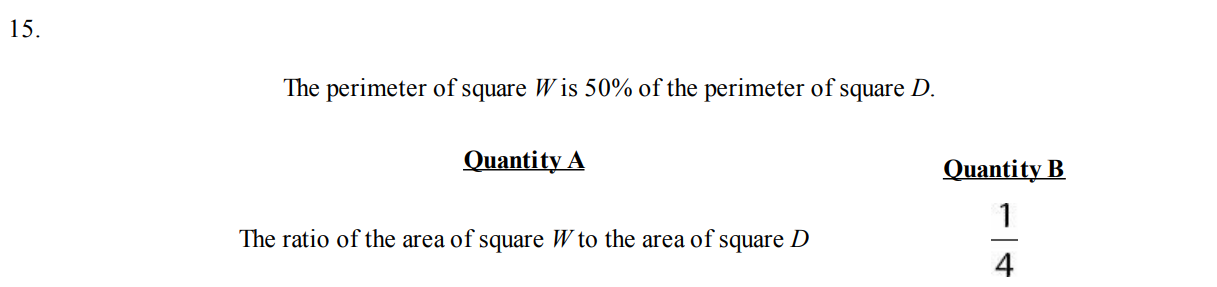 15.
The perimeter of square W is 50% of the perimeter of square D.
Quantity A
Quantity B
The ratio of the area of square W to the area of square D
1
4